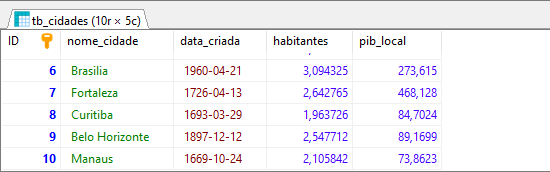 tb_cidades (10r × 5c)
ID nome_cidade data_criada habitantes pib_local
6 Brasilia 1960-04-21 3,094325 273,615
7 Fortaleza 1726-04-13 2,642765 468,128
8 Curitiba 1693-03-29 1,963726 84,7024
9 Belo Horizonte 1897-12-12 2,547712 89,1699
10 Manaus 1669-10-24 2,105842 73,8623